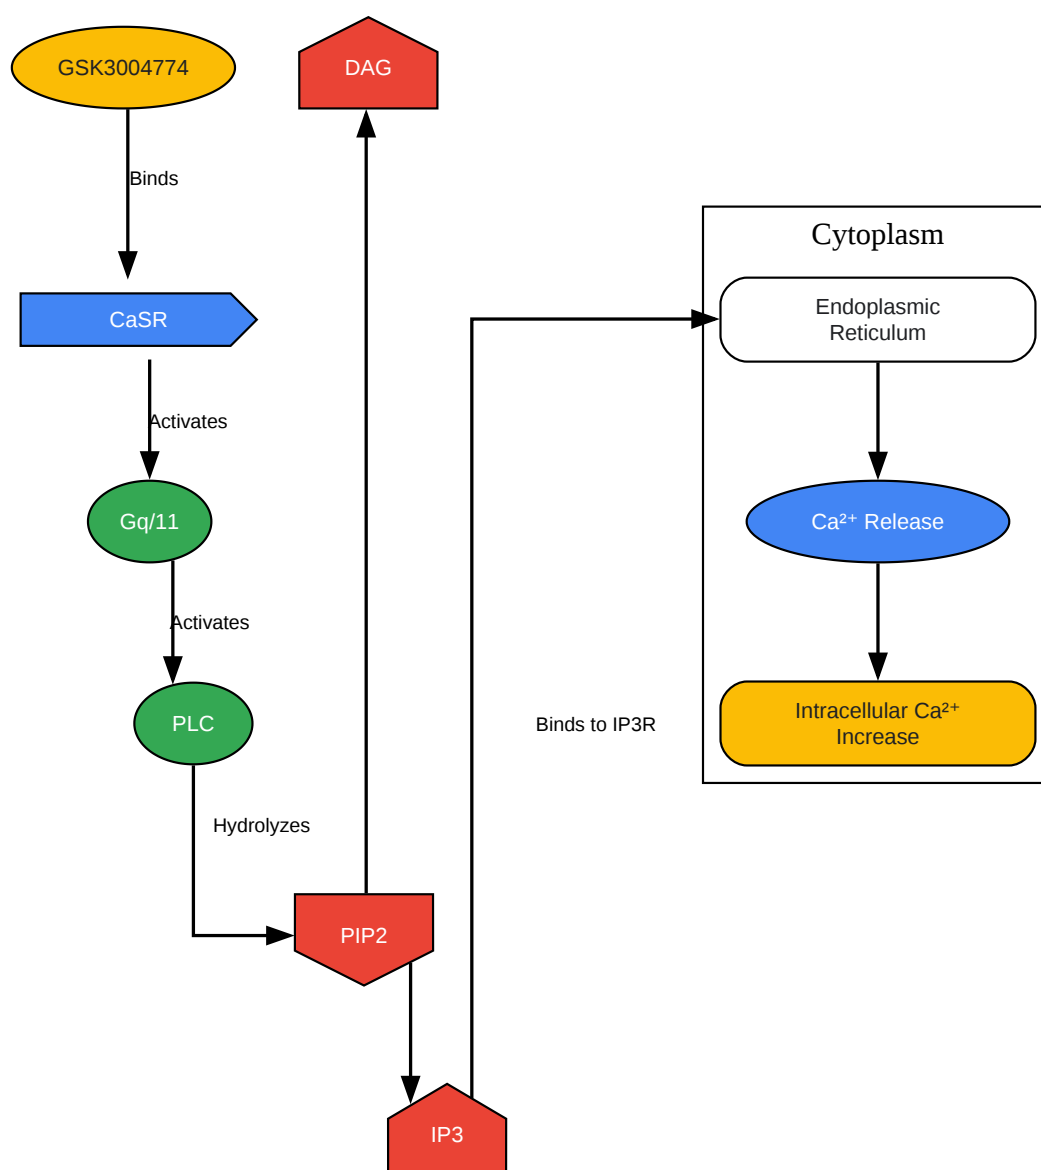 GSK3004774
DAG
Binds
Cytoplasm
Endoplasmic
Reticulum
CaSR
Activates
Gq/11
Ca²⁺ Release
Activates
PLC
Binds to IP3R
Intracellular Ca²⁺
Increase
Hydrolyzes
PIP2
IP3